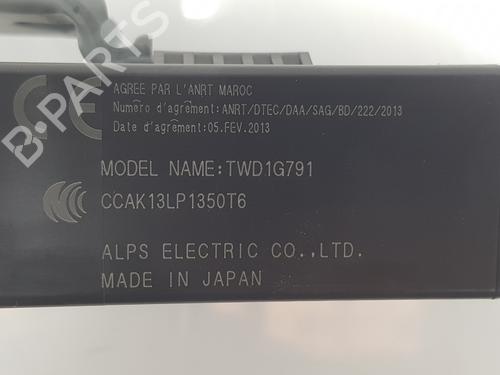 B-PARTS
CE
AGREE PAR L'ANRT MAROC
Numéro d'agrément:ANRT/DTEC/DAA/SAG/BD/222/2013
Date d'agrément:05.FEV.2013
MODEL NAME:TWD1G791
CCAK13LP1350T6
ALPS ELECTRIC CO.,LTD.
MADE IN JAPAN